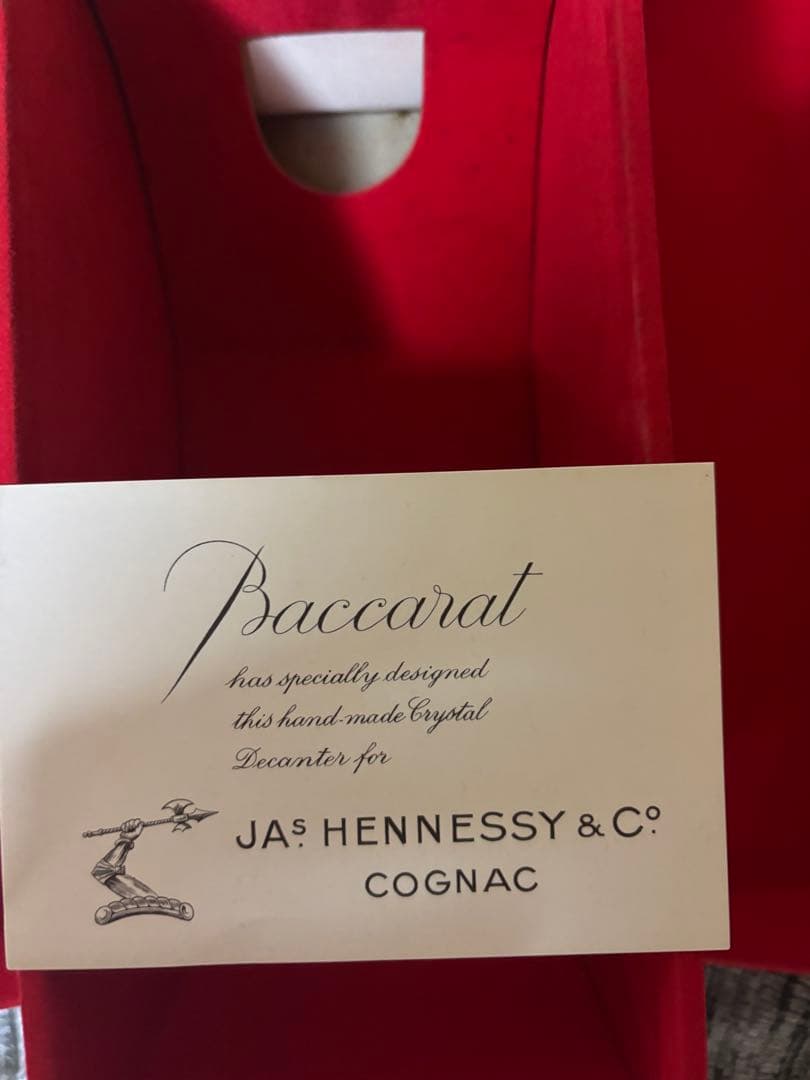 Baccarat
has specially designed
this hand-made Crystal
Decanter for
JAS. HENNESSY & Cº
COGNAC